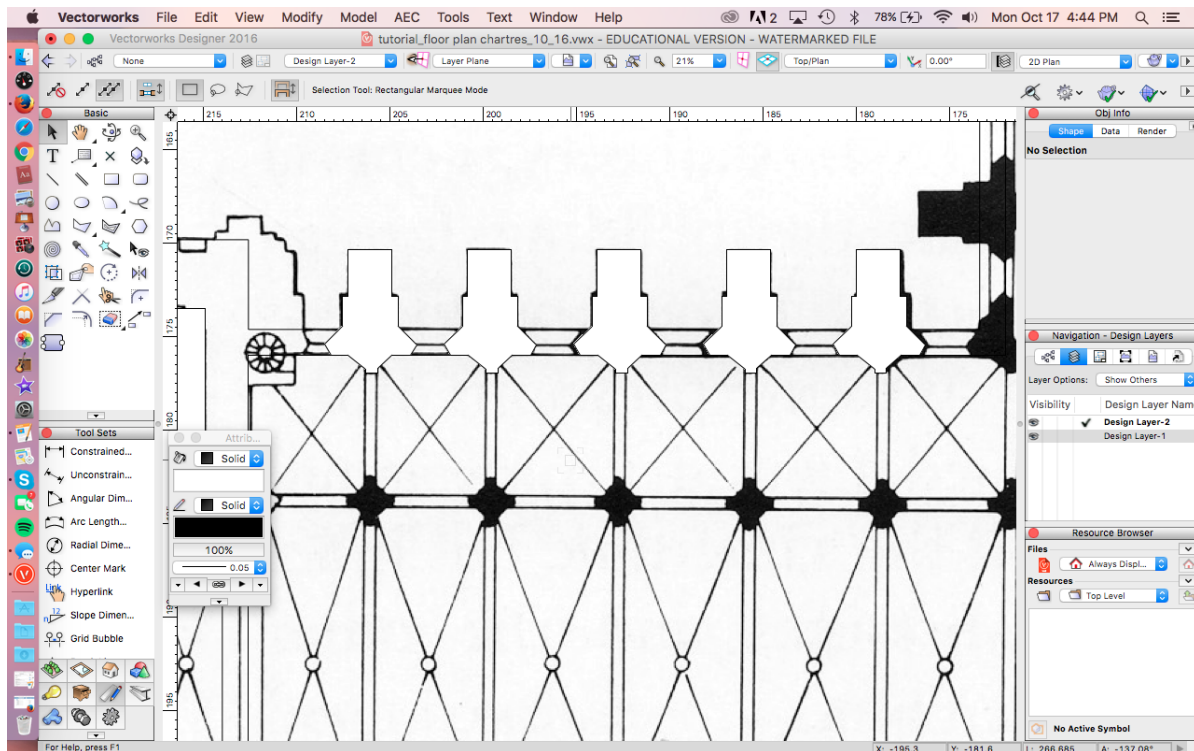 Vectorworks File Edit View Modify Model AEC Tools Text Window Help 2 78% Mon Oct 17 4:44 PM
Vectorworks Designer 2016 tutorial_floor plan chartres_10_16.vwx - EDUCATIONAL VERSION - WATERMARKED FILE
None Design Layer-2 Layer Plane 21% Top/Plan 0.00° 2D Plan
Selection Tool: Rectangular Marquee Mode
Basic
215 210 205 200 195 190 185 180 175
165
170
175
180
195
Obj Info
Shape Data Render
No Selection
Navigation - Design Layers
Layer Options: Show Others
Visibility Design Layer Nam
Design Layer-2
Design Layer-1
Tool Sets
Constrained...
Unconstrain...
Angular Dim...
Arc Length...
Radial Dime...
Center Mark
Hyperlink
Slope Dimen...
Grid Bubble
Attrib...
Solid
Solid
100%
0.05
Resource Browser
Files
Always Displ...
Resources
Top Level
No Active Symbol
For Help, press F1
X: -195.3 Y: -181.6 L: 266.685 A: -137.08°